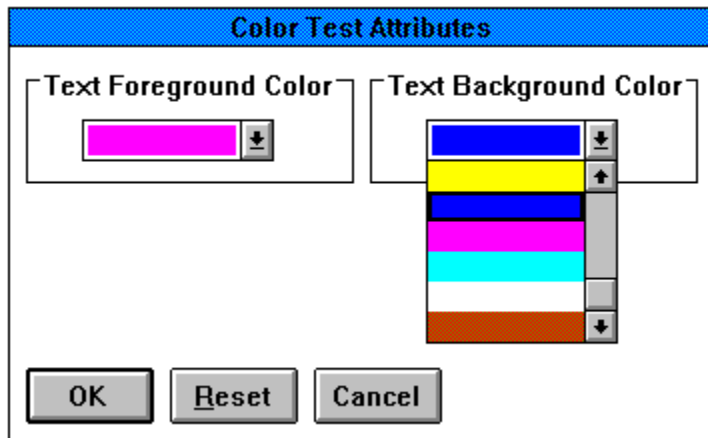 Color Test Attributes
Text Foreground Color
Text Background Color
OK
Reset
Cancel